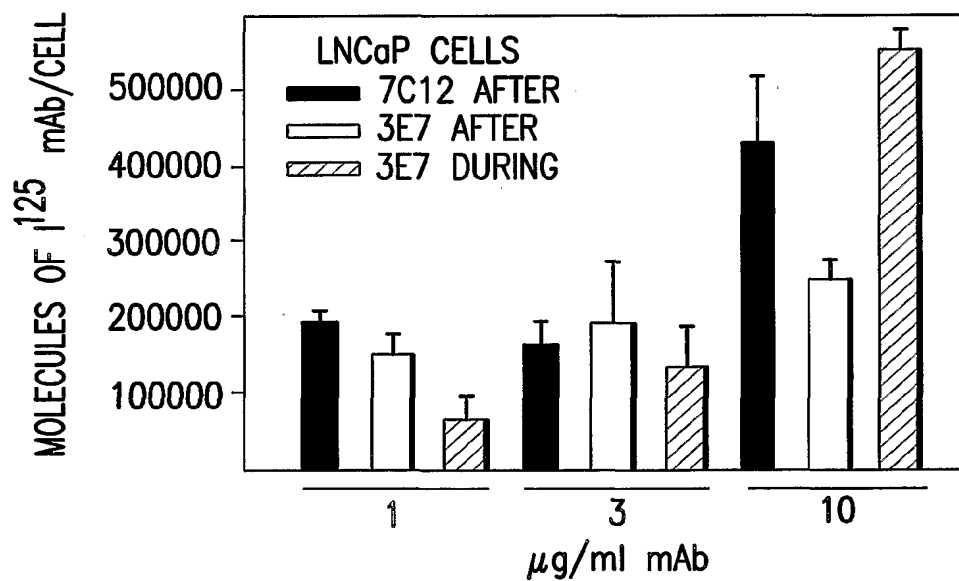 MOLECULES OF I¹²⁵ mAb/CELL
500000
400000
300000
200000
100000
LNCaP CELLS
7C12 AFTER
3E7 AFTER
3E7 DURING
1
3
10
µg/ml mAb